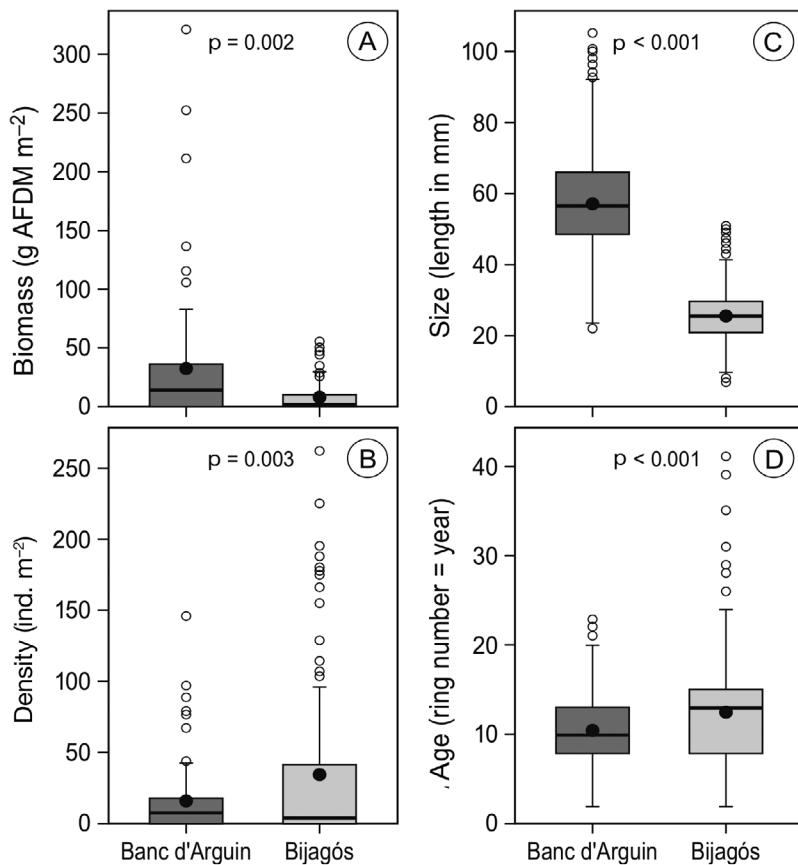 p = 0.002
A
Biomass (g AFDM m⁻²)
300
250
200
150
100
50
0
p < 0.001
C
Size (length in mm)
100
80
60
40
20
0
p = 0.003
B
Density (ind. m⁻²)
250
200
150
100
50
0
Banc d'Arguin
Bijagós
p < 0.001
D
Age (ring number = year)
40
30
20
10
0
Banc d'Arguin
Bijagós